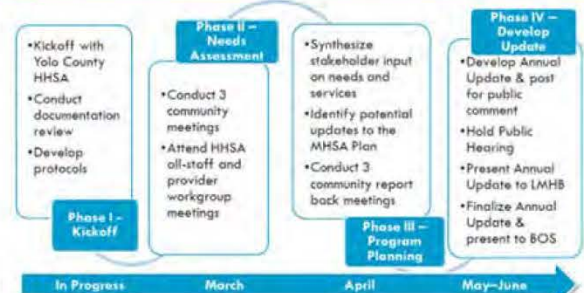 •Kickoff with
Yolo County
HHSA
•Conduct
documentation
review
•Develop
protocols
Phase I –
Kickoff
Phase II –
Needs
Assessment
•Conduct 3
community
meetings
•Attend HHSA
all-staff and
provider
workgroup
meetings
•Synthesize
stakeholder input
on needs and
services
•Identify potential
updates to the
MHSA Plan
•Conduct 3
community report
back meetings
Phase III –
Program
Planning
Phase IV –
Develop
Update
•Develop Annual
Update & post
for public
comment
•Hold Public
Hearing
•Present Annual
Update to LMHB
•Finalize Annual
Update &
present to BOS
In Progress
March
April
May–June